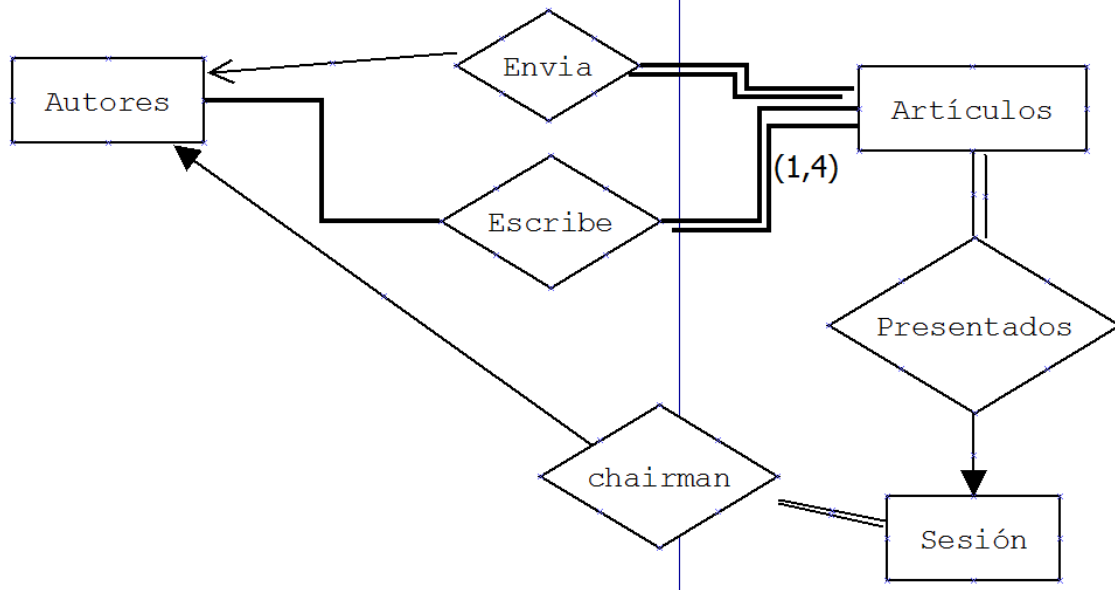 Envia
Autores
Artículos
(1,4)
Escribe
Presentados
chairman
Sesión